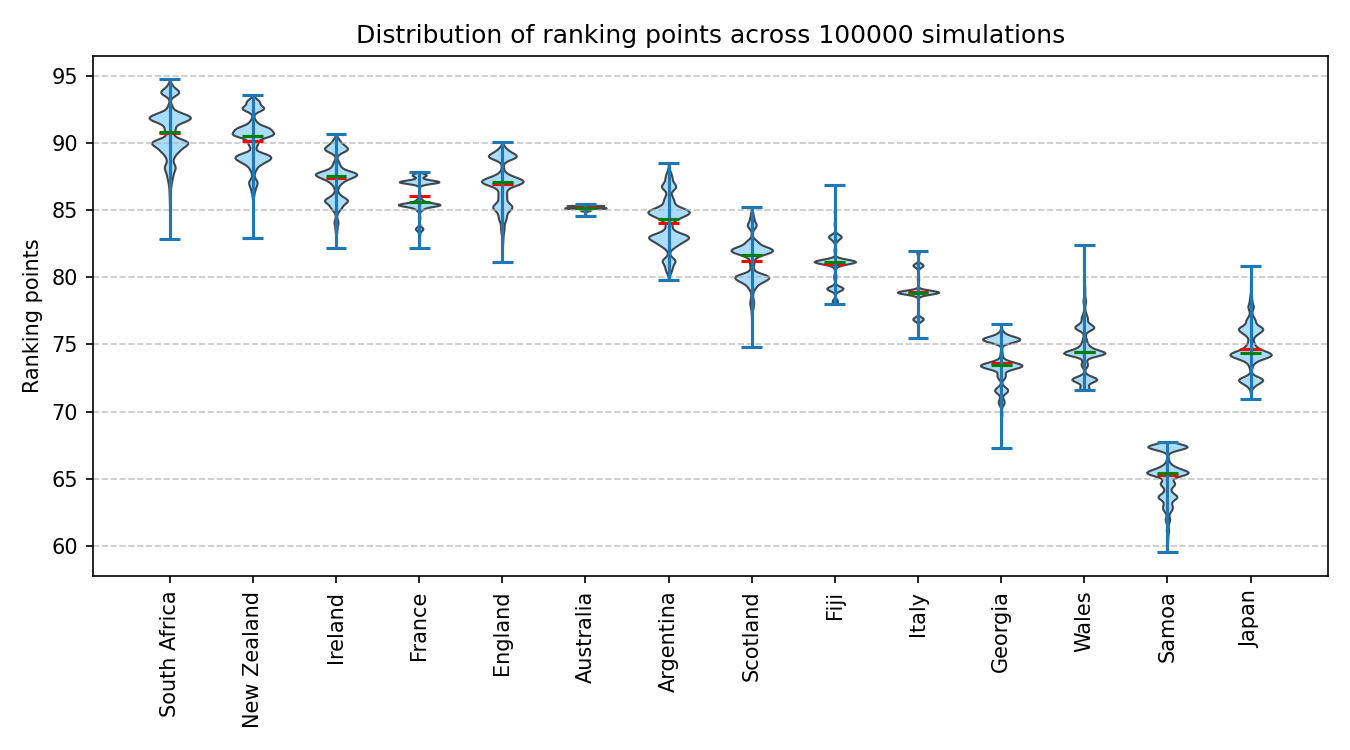 Distribution of ranking points across 100000 simulations
Ranking points
95
90
85
80
75
70
65
60
South Africa
New Zealand
Ireland
France
England
Australia
Argentina
Scotland
Fiji
Italy
Georgia
Wales
Samoa
Japan